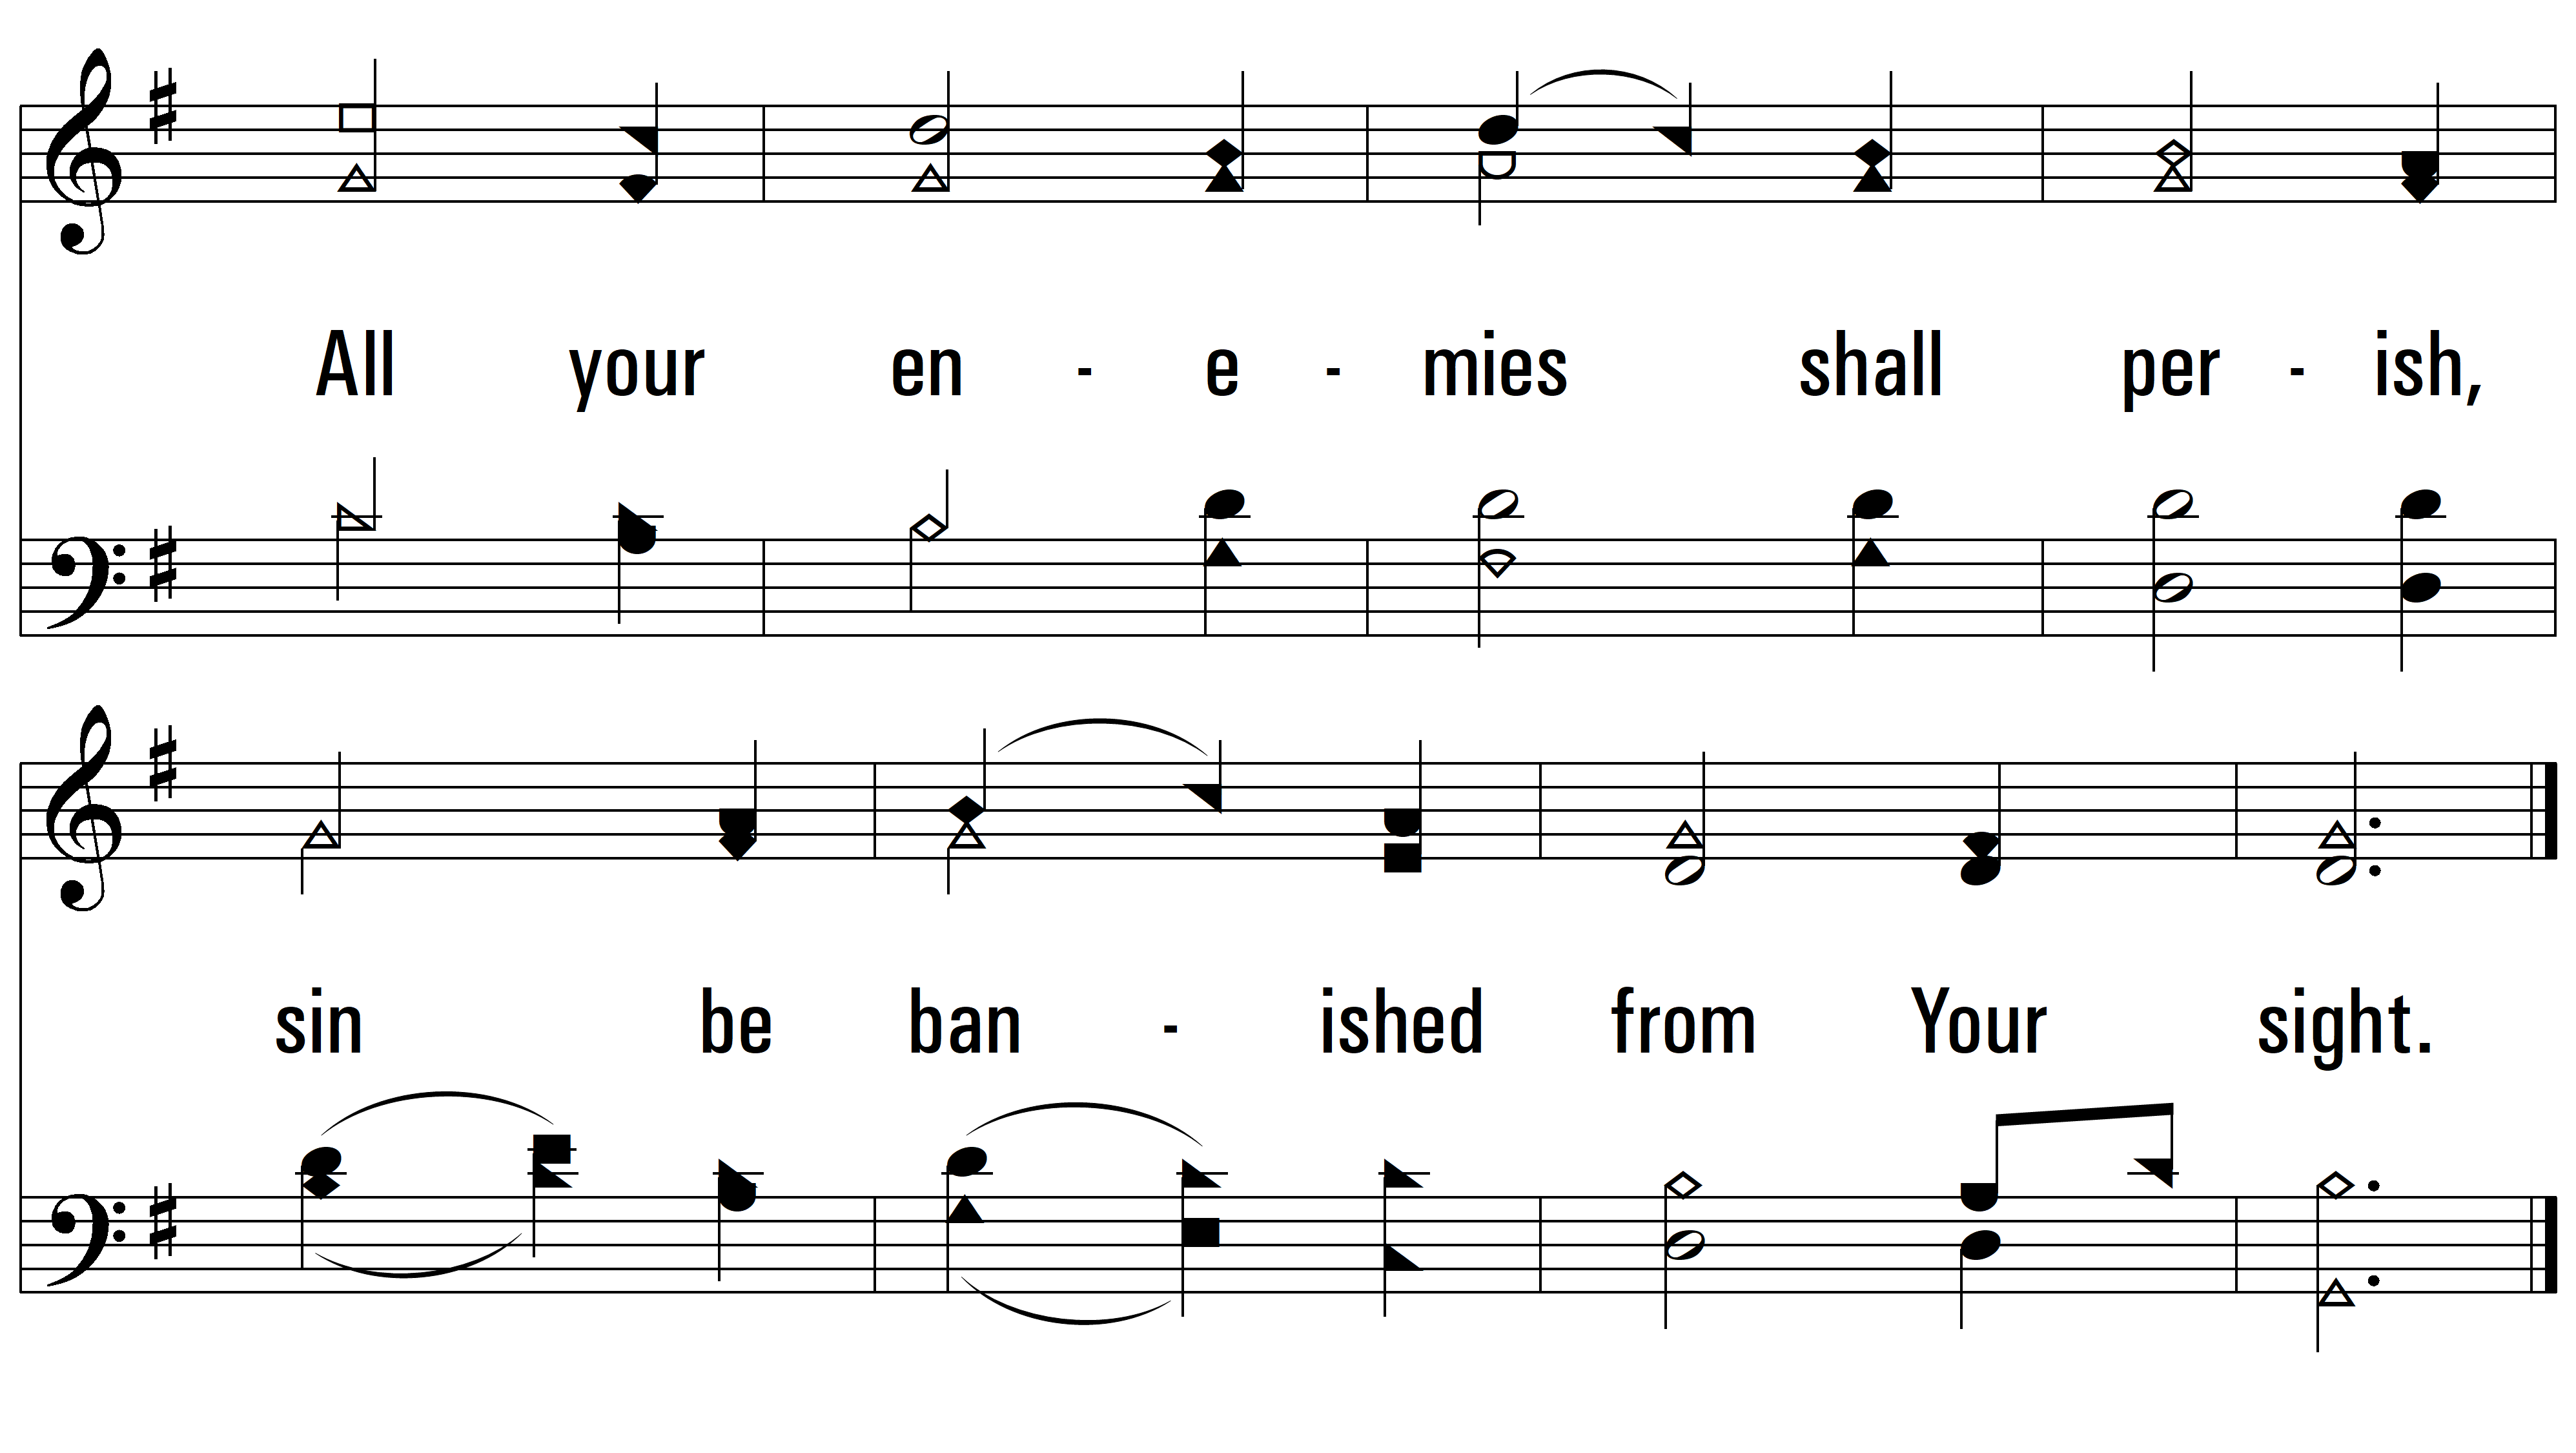 All your en - e - mies shall per - ish,
sin be ban - ished from Your sight.